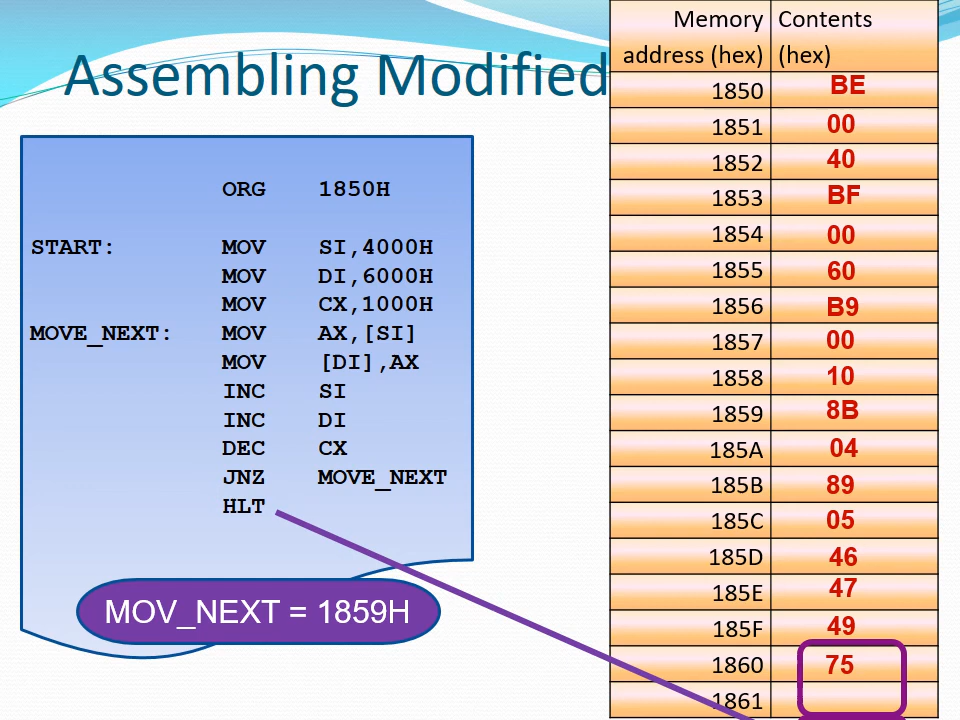 Assembling Modified
ORG 1850H
START: MOV SI,4000H
MOV DI,6000H
MOV CX,1000H
MOVE_NEXT: MOV AX,[SI]
MOV [DI],AX
INC SI
INC DI
DEC CX
JNZ MOVE_NEXT
HLT
MOV_NEXT = 1859H
Memory address (hex) Contents (hex)
1850 BE
1851 00
1852 40
1853 BF
1854 00
1855 60
1856 B9
1857 00
1858 10
1859 8B
185A 04
185B 89
185C 05
185D 46
185E 47
185F 49
1860 75
1861